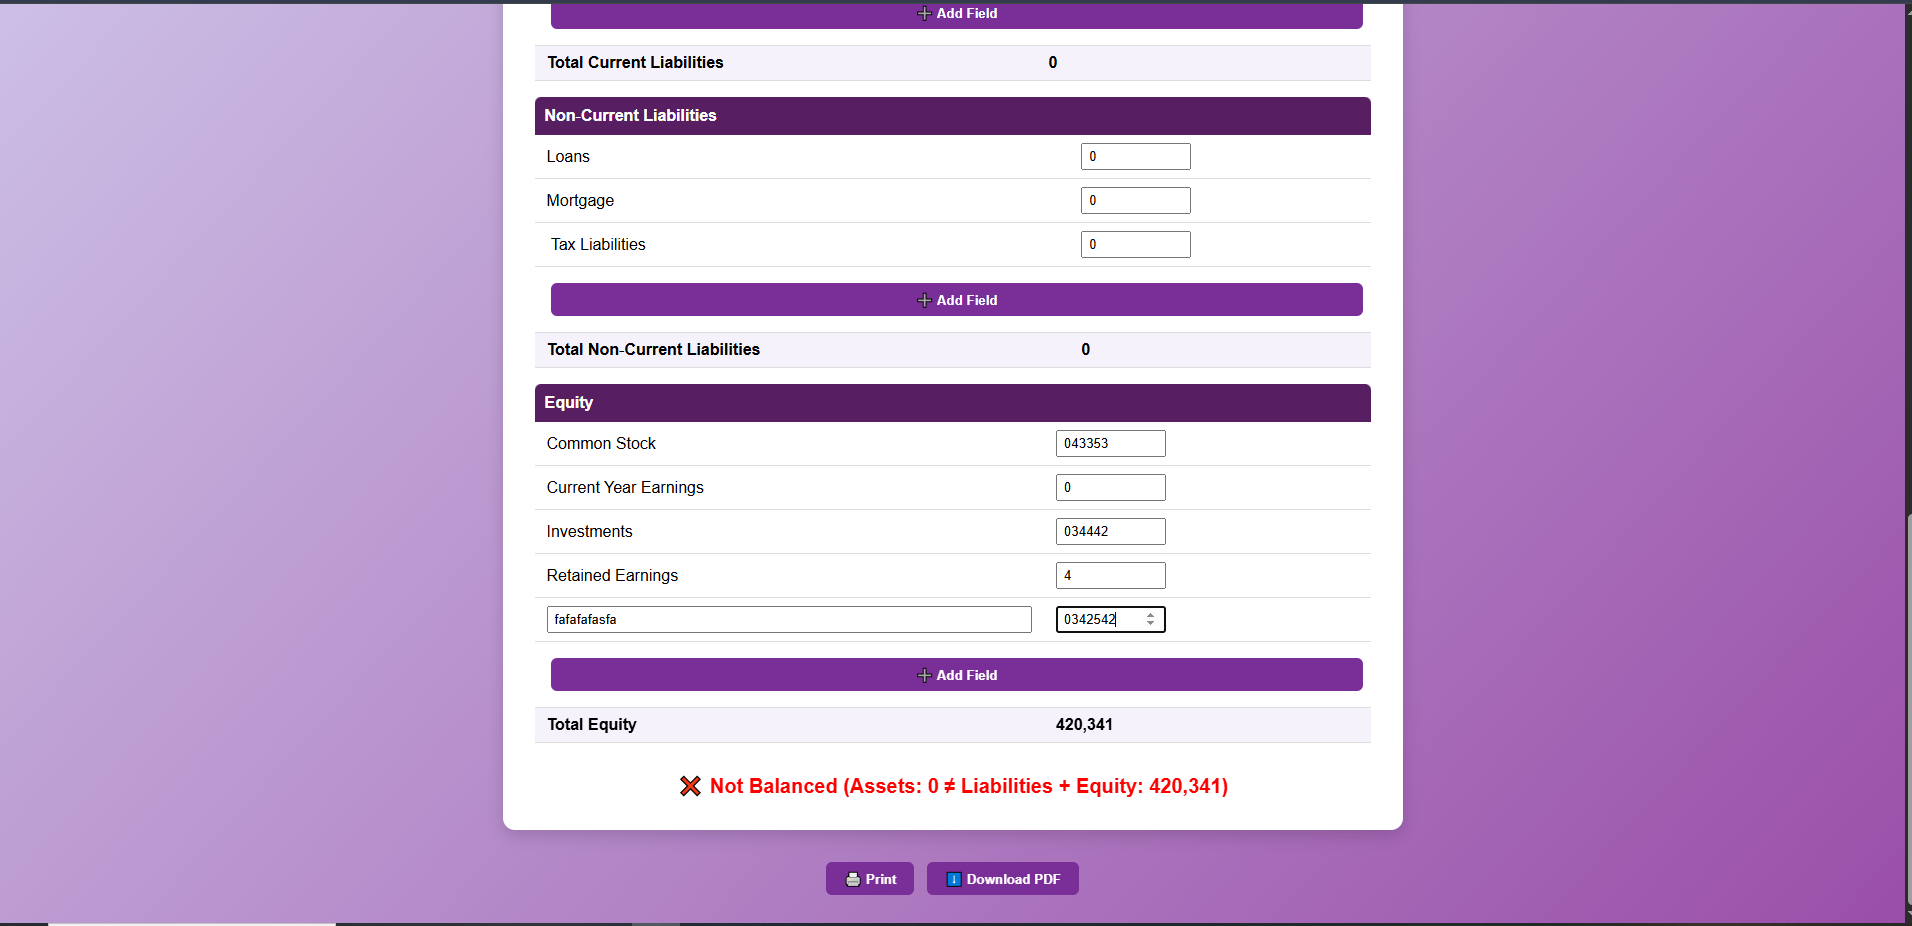 ➕ Add Field
Total Current Liabilities 0
Non-Current Liabilities
Loans 0
Mortgage 0
Tax Liabilities 0
➕ Add Field
Total Non-Current Liabilities 0
Equity
Common Stock 043353
Current Year Earnings 0
Investments 034442
Retained Earnings 4
fafafafasfa 0342542
➕ Add Field
Total Equity 420,341
❌ Not Balanced (Assets: 0 ≠ Liabilities + Equity: 420,341)
🖨️ Print ⬇️ Download PDF